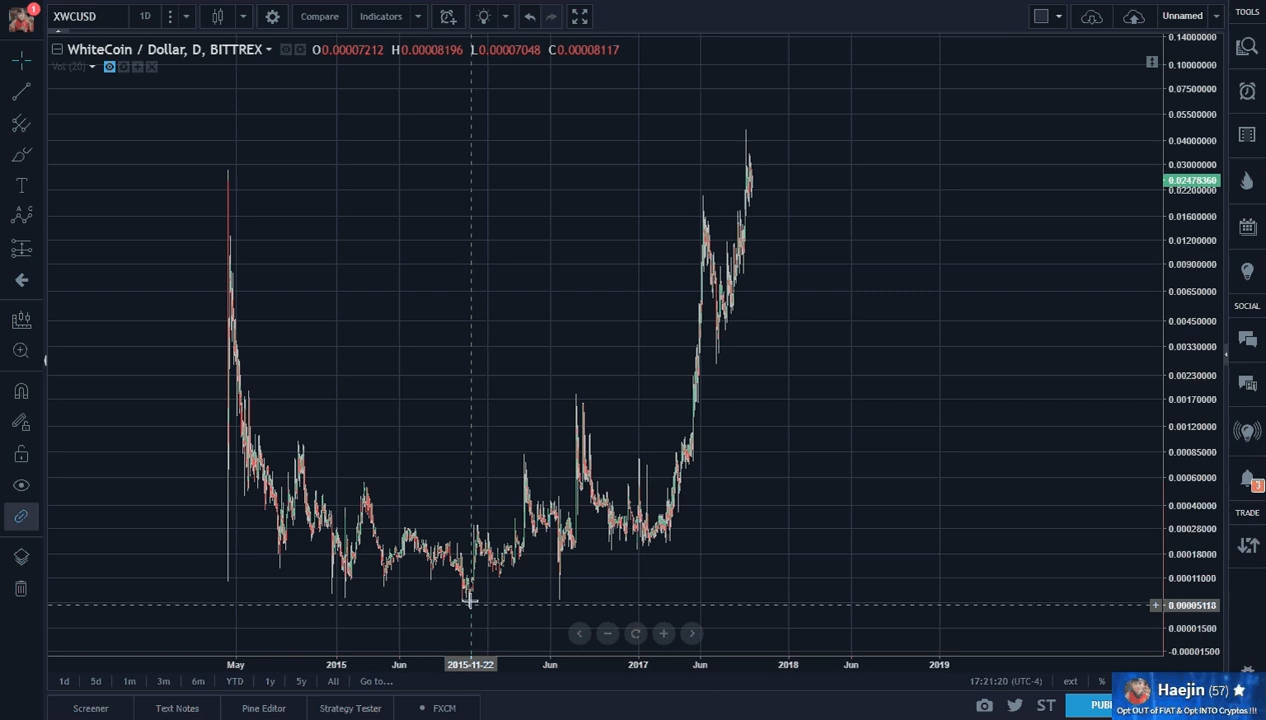 1
XWCUSD
1D
Compare
Indicators
Unnamed
TOOLS
WhiteCoin / Dollar, D, BITTREX
O0.00007212 H0.00008196 L0.00007048 C0.00008117
Vol (20)
0.14000000
0.10000000
0.07500000
0.05500000
0.04000000
0.03000000
0.02478360
0.02200000
0.01600000
0.01200000
0.00900000
0.00650000
0.00450000
0.00330000
0.00230000
0.00170000
0.00120000
0.00085000
0.00060000
0.00040000
0.00028000
0.00018000
0.00011000
0.00005118
0.00001500
-0.00001500
SOCIAL
3
TRADE
May 2015 Jun 2015-11-22 Jun 2017 Jun 2018 Jun 2019
1d 5d 1m 3m 6m YTD 1y 5y All Go to...
17:21:20 (UTC-4) ext %
Screener Text Notes Pine Editor Strategy Tester FXCM
ST
PUB
Haejin (57)
Opt OUT of FIAT & Opt INTO Cryptos !!!